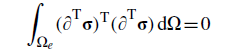 ∫_{Ω_e} (∂^T σ)^T (∂^T σ) dΩ = 0